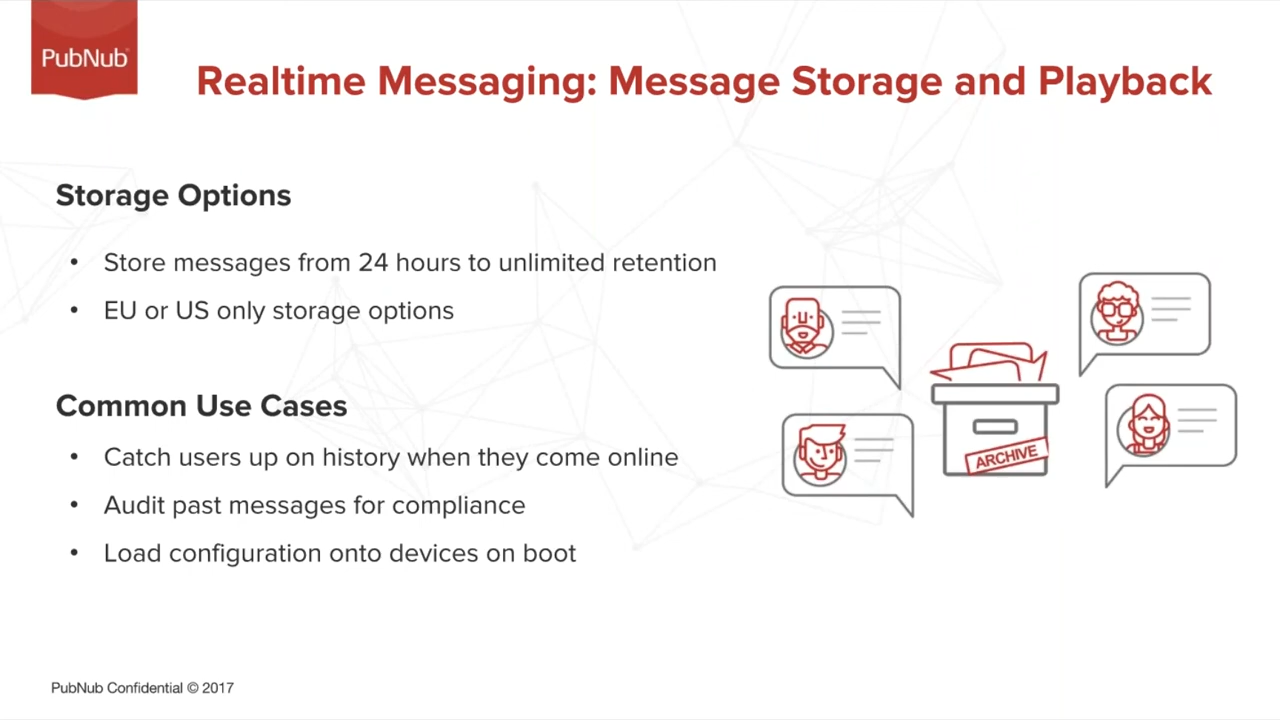 PubNub
Realtime Messaging: Message Storage and Playback
Storage Options
• Store messages from 24 hours to unlimited retention
• EU or US only storage options
Common Use Cases
• Catch users up on history when they come online
• Audit past messages for compliance
• Load configuration onto devices on boot
ARCHIVE
PubNub Confidential © 2017